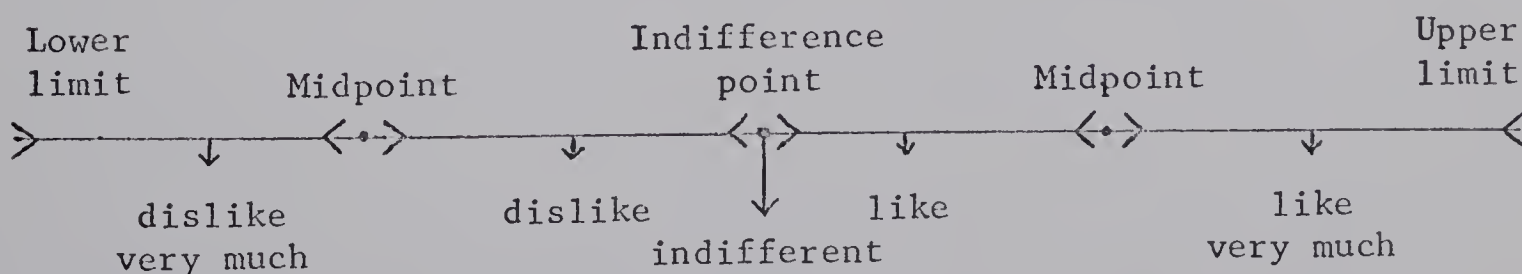 Lower limit
Midpoint
Indifference point
Midpoint
Upper limit
dislike very much
dislike
indifferent
like
like very much